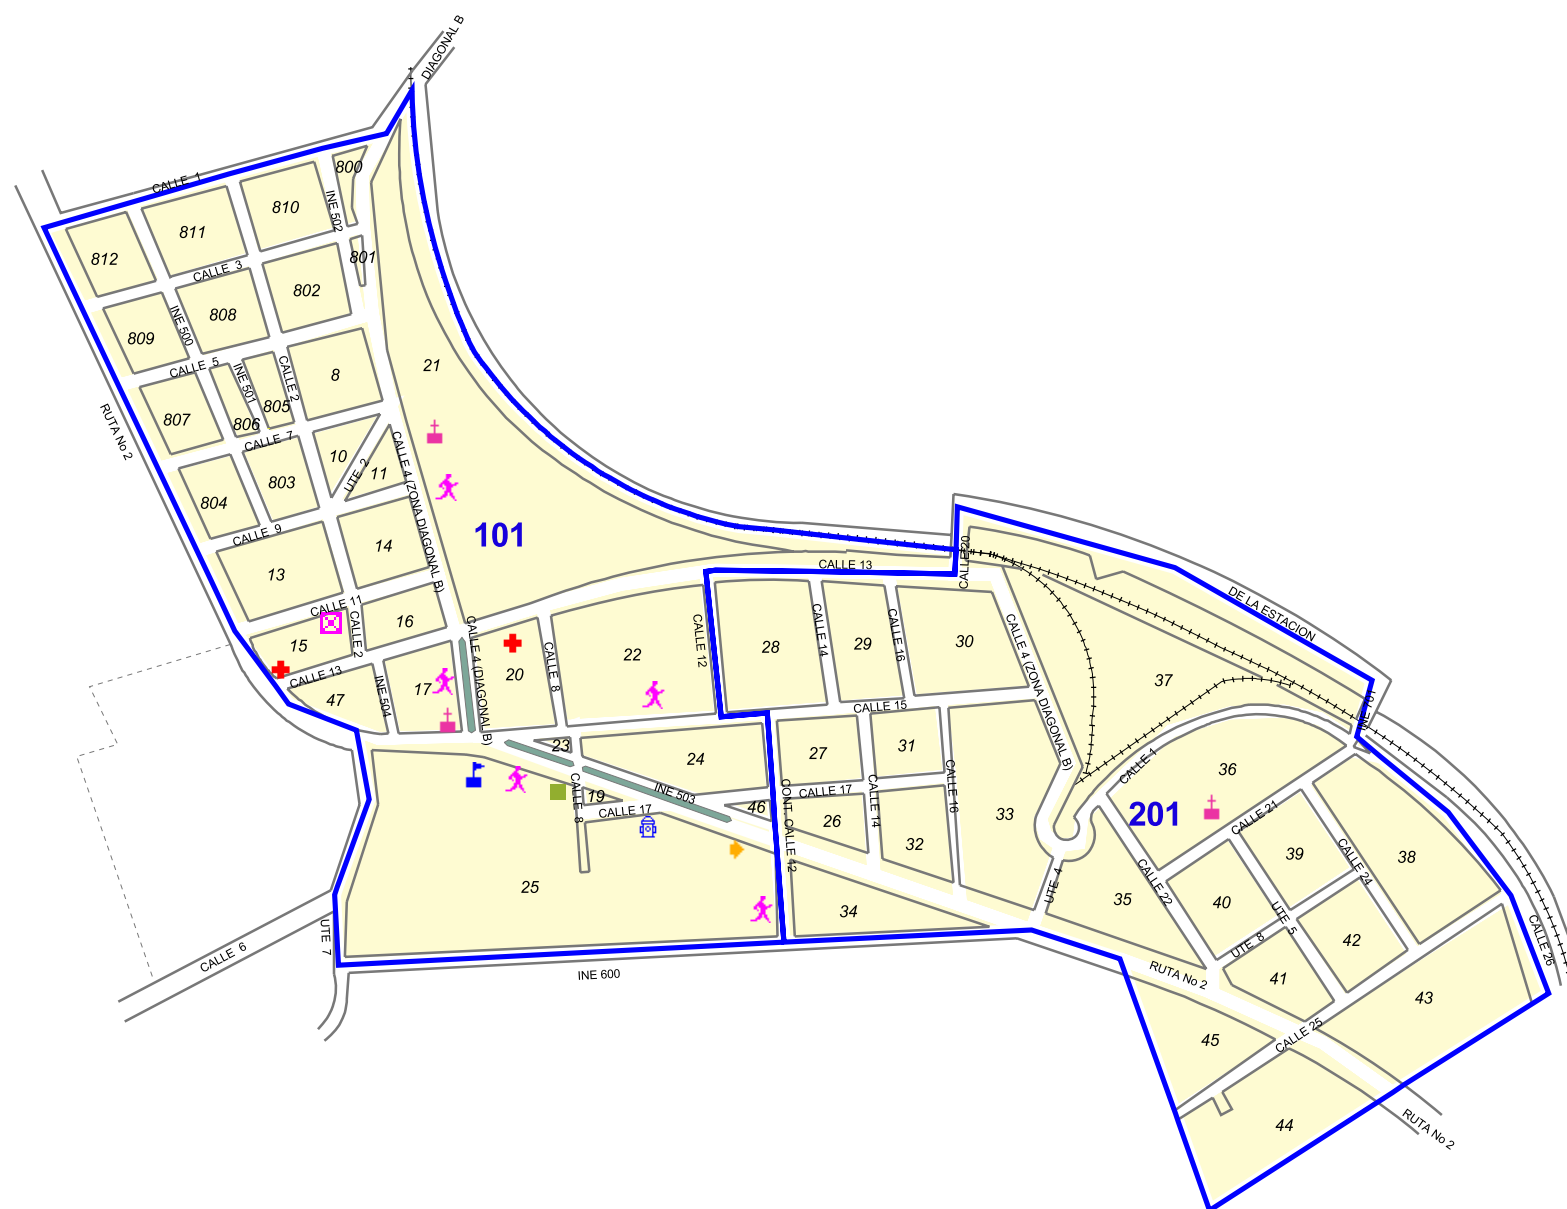 DIAGONAL B
CALLE 1
800
810
811
812
INE 502
801
CALLE 3
802
808
809
INE 500
CALLE 5
INE 501
CALLE 2
8
21
807
806
805
RUTA No 2
CALLE 7
10
UTE. 2
11
CALLE 4 (ZONA DIAGONAL B)
804
803
CALLE 9
14
13
101
CALLE 11
CALLE 2
16
15
CALLE 13
47
INE 504
17
CALLE 4 (DIAGONAL B)
20
CALLE 8
22
CALLE 12
CALLE 13
CALLE 20
28
CALLE 14
29
CALLE 16
30
CALLE 4 (ZONA DIAGONAL B)
DE LA ESTACION
37
INE 701
CALLE 15
23
24
27
31
INE 503
CALLE 8
19
CALLE 17
46
CONT. CALLE 12
CALLE 17
26
CALLE 14
CALLE 16
32
33
CALLE 1
36
201
CALLE 21
39
CALLE 24
38
25
34
UTE. 4
35
CALLE 22
40
UTE. 5
UTE. 8
42
41
CALLE 26
43
UTE 7
CALLE 6
INE 600
RUTA No 2
45
CALLE 25
44
RUTA No 2